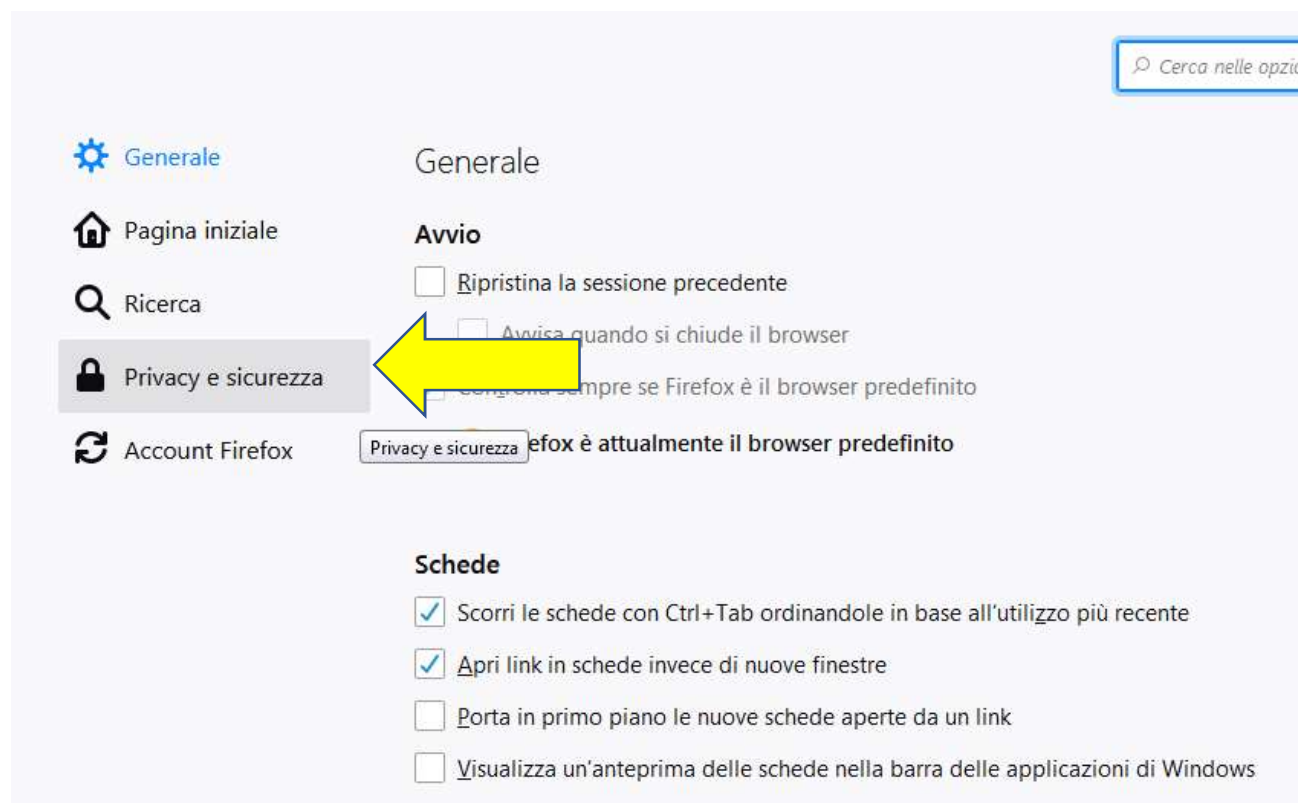 Cerca nelle opzi
Generale
Pagina iniziale
Ricerca
Privacy e sicurezza
Account Firefox
Generale
Avvio
Ripristina la sessione precedente
Avvisa quando si chiude il browser
sempre se Firefox è il browser predefinito
Privacy e sicurezza
efox è attualmente il browser predefinito
Schede
Scorri le schede con Ctrl+Tab ordinandole in base all'utilizzo più recente
Apri link in schede invece di nuove finestre
Porta in primo piano le nuove schede aperte da un link
Visualizza un'anteprima delle schede nella barra delle applicazioni di Windows